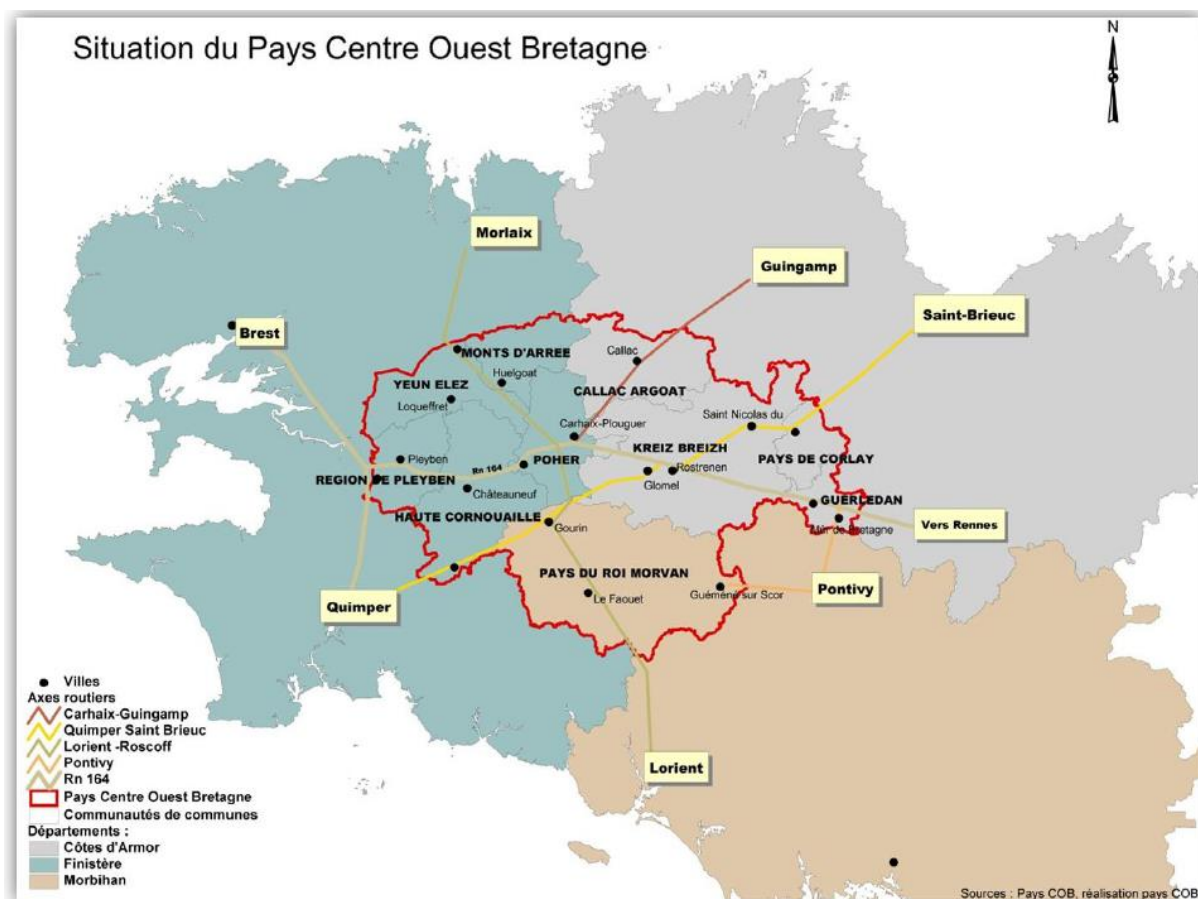 Situation du Pays Centre Ouest Bretagne
N
Morlaix
Guingamp
Saint-Brieuc
Brest
MONTS D'ARREE
Callac
Huelgoat
YEUN ELEZ
CALLAC ARGOAT
Loqueffret
Saint Nicolas du
Carhaix-Plouguer
KREIZ BREIZH
Pleyben
POHER
PAYS DE CORLAY
Rn 164
Rostrenen
REGION DE PLEYBEN
Glomel
Châteauneuf
GUERLEDAN
HAUTE CORNOUAILLE
Gourin
Mûr de Bretagne
Vers Rennes
PAYS DU ROI MORVAN
Le Faouet
Guémené sur Scor
Pontivy
Quimper
Lorient
Villes
Axes routiers
Carhaix-Guingamp
Quimper Saint Brieuc
Lorient -Roscoff
Pontivy
Rn 164
Pays Centre Ouest Bretagne
Communautés de communes
Départements :
Côtes d'Armor
Finistère
Morbihan
Sources : Pays COB, réalisation pays COB